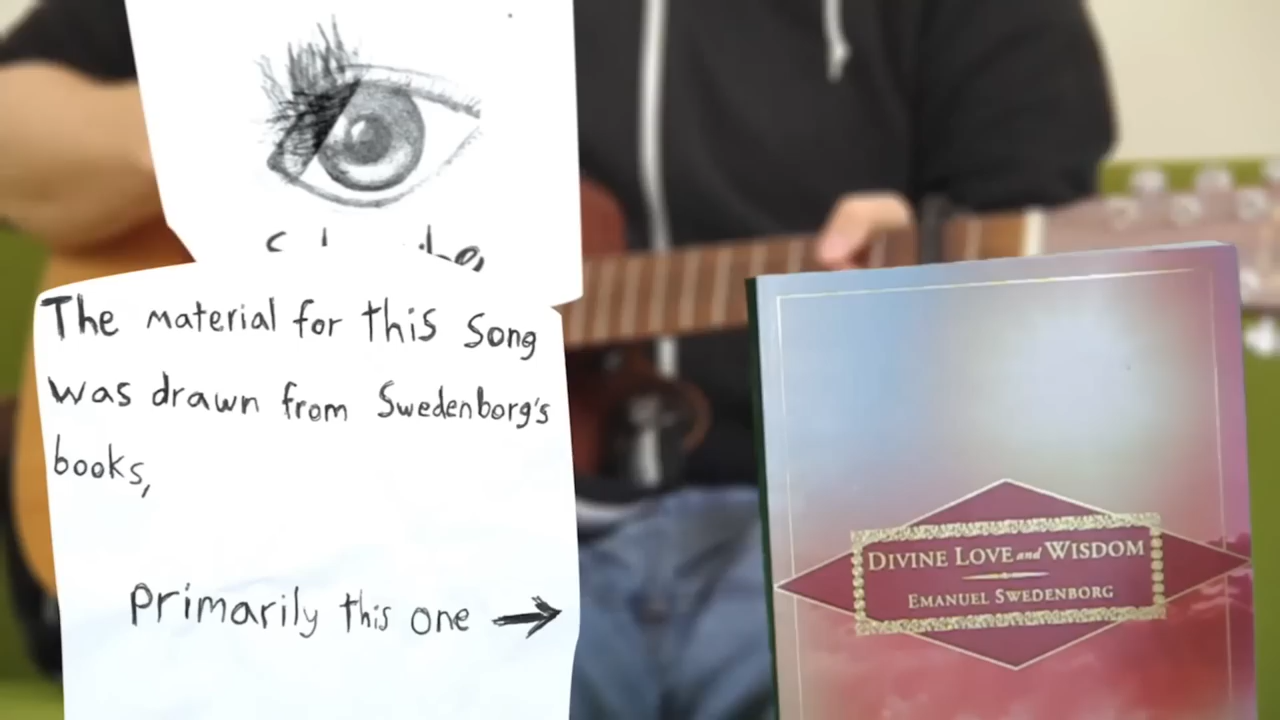 The material for this song
was drawn from Swedenborg's
books,
primarily this one →
DIVINE LOVE and WISDOM
EMANUEL SWEDENBORG